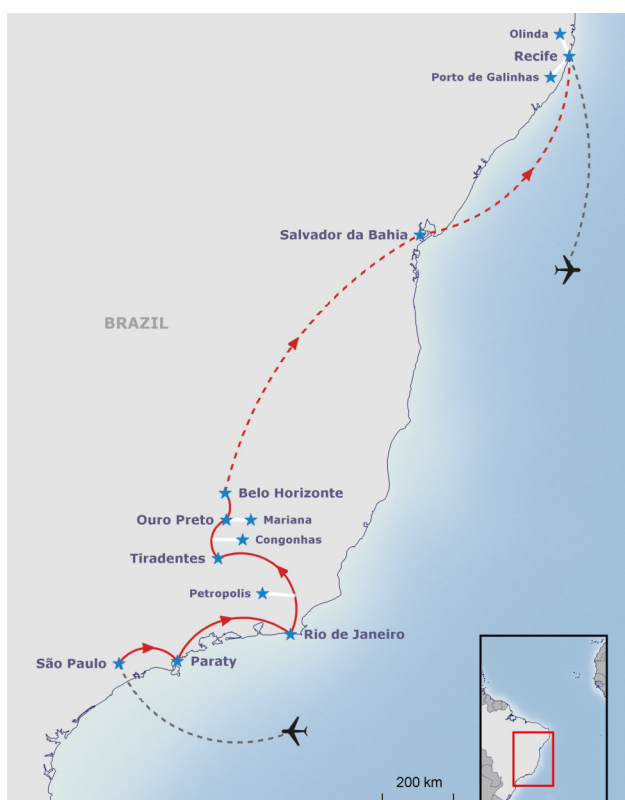 Olinda
Recife
Porto de Galinhas
Salvador da Bahia
BRAZIL
Belo Horizonte
Ouro Preto
Mariana
Congonhas
Tiradentes
Petropolis
Rio de Janeiro
São Paulo
Paraty
200 km